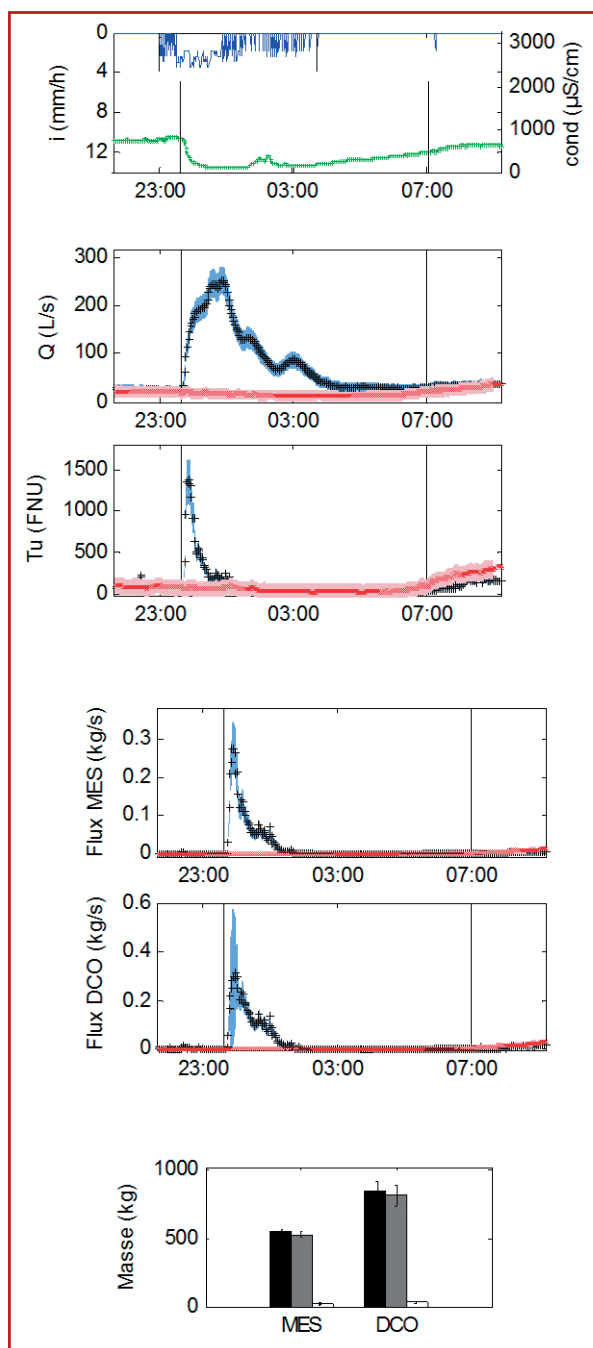 0
4
8
12
i (mm/h)
3000
2000
1000
0
cond (µS/cm)
23:00 03:00 07:00
300
200
100
0
Q (L/s)
23:00 03:00 07:00
1500
1000
500
0
Tu (FNU)
23:00 03:00 07:00
0.3
0.2
0.1
0
Flux MES (kg/s)
23:00 03:00 07:00
0.6
0.4
0.2
0
Flux DCO (kg/s)
23:00 03:00 07:00
1000
500
0
Masse (kg)
MES DCO